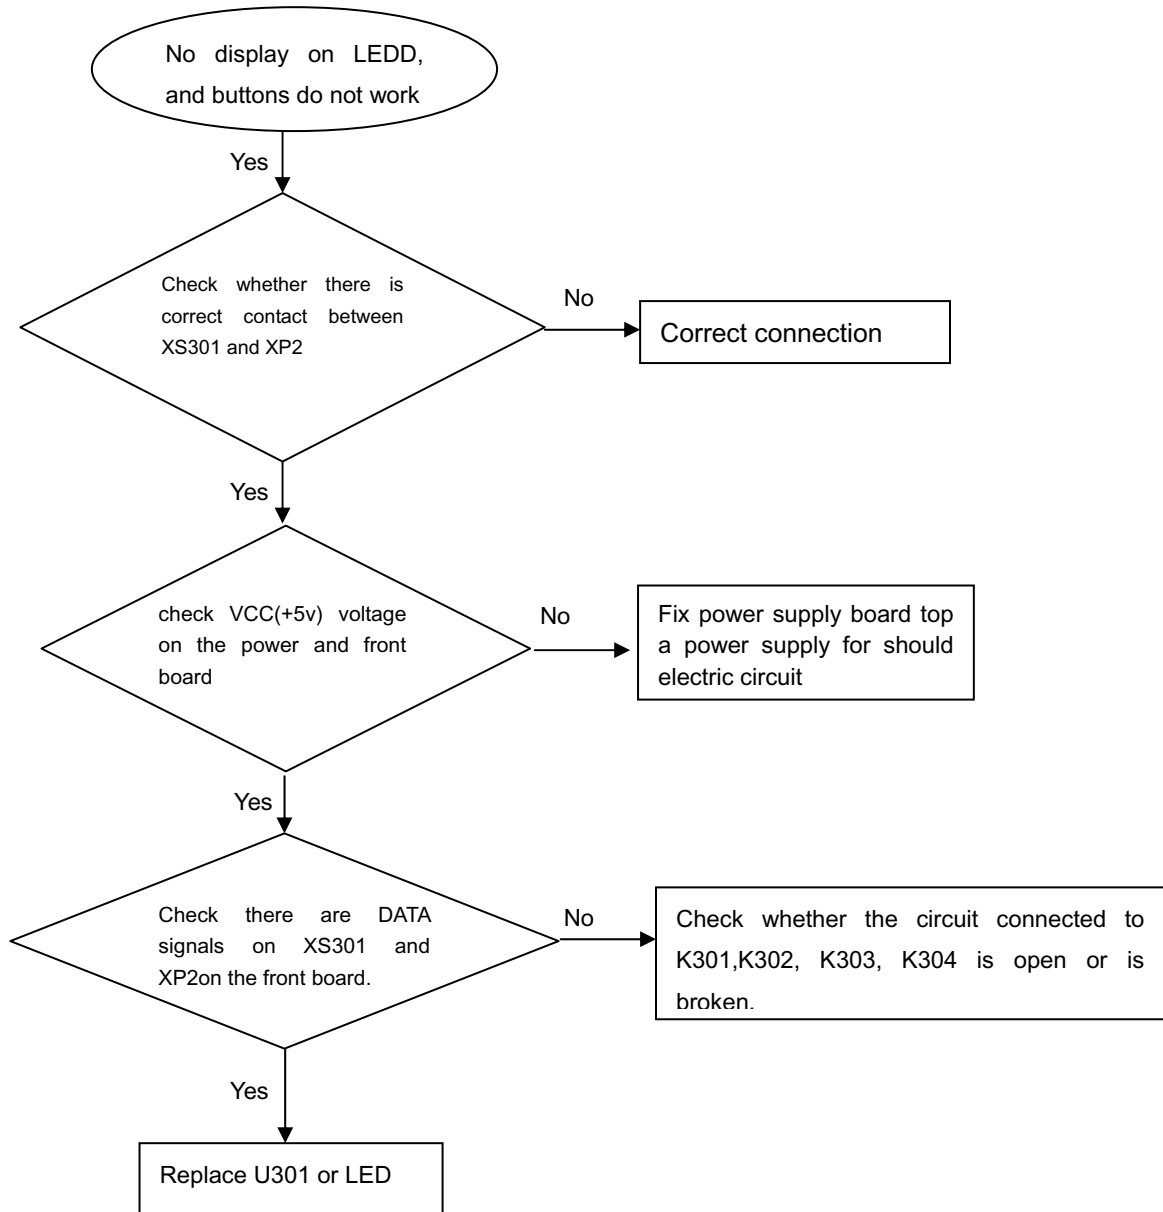 No display on LEDD,
and buttons do not work
Yes
Check whether there is
correct contact between
XS301 and XP2
No
Correct connection
Yes
check VCC(+5v) voltage
on the power and front
board
No
Fix power supply board top
a power supply for should
electric circuit
Yes
Check there are DATA
signals on XS301 and
XP2on the front board.
No
Check whether the circuit connected to
K301,K302, K303, K304 is open or is
broken.
Yes
Replace U301 or LED